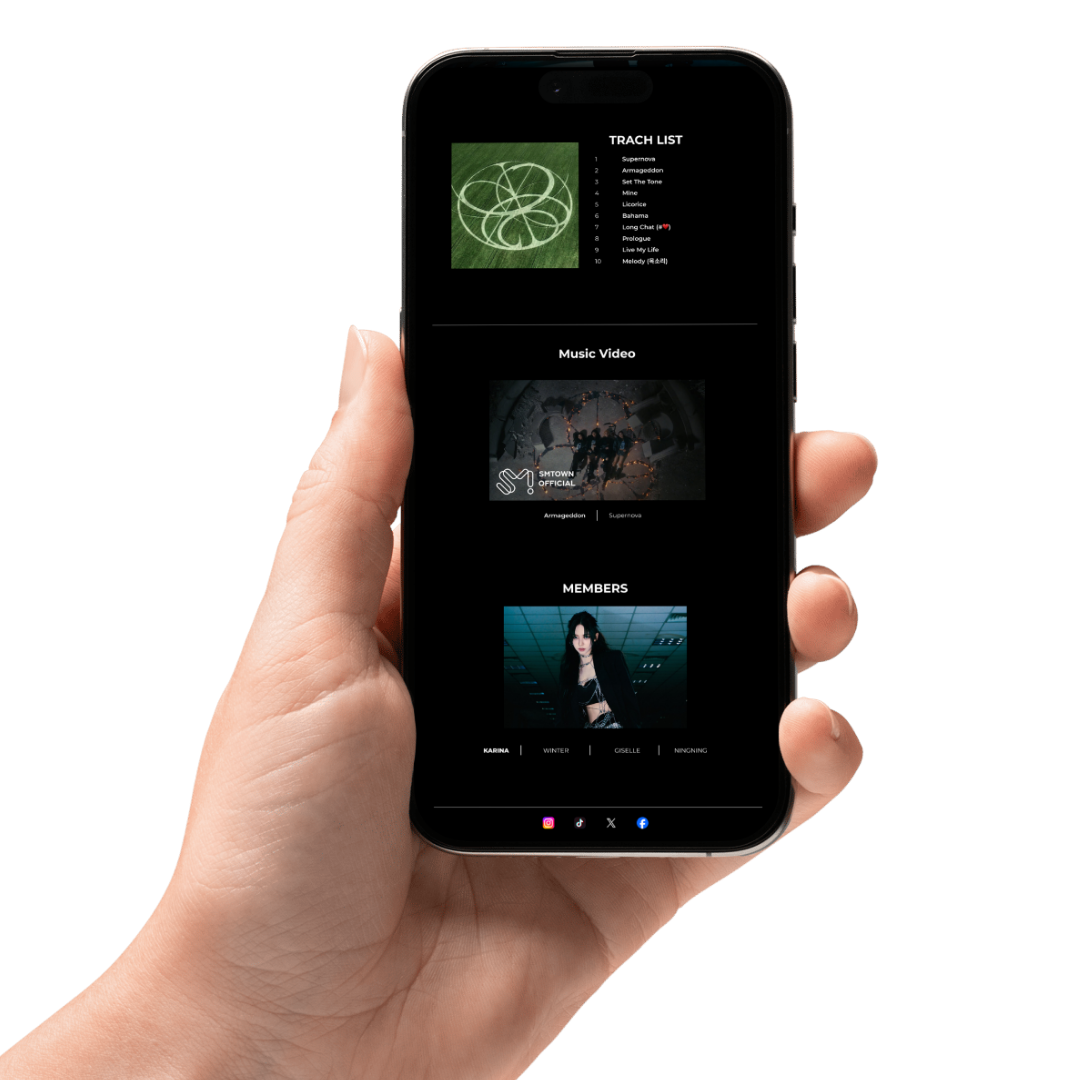 TRACH LIST
1 Supernova
2 Armageddon
3 Set The Tone
4 Mine
5 Licorice
6 Bahama
7 Long Chat (#❤️)
8 Prologue
9 Live My Life
10 Melody (목소리)
Music Video
SMTOWN
OFFICIAL
Armageddon | Supernova
MEMBERS
KARINA | WINTER | GISELLE | NINGNING